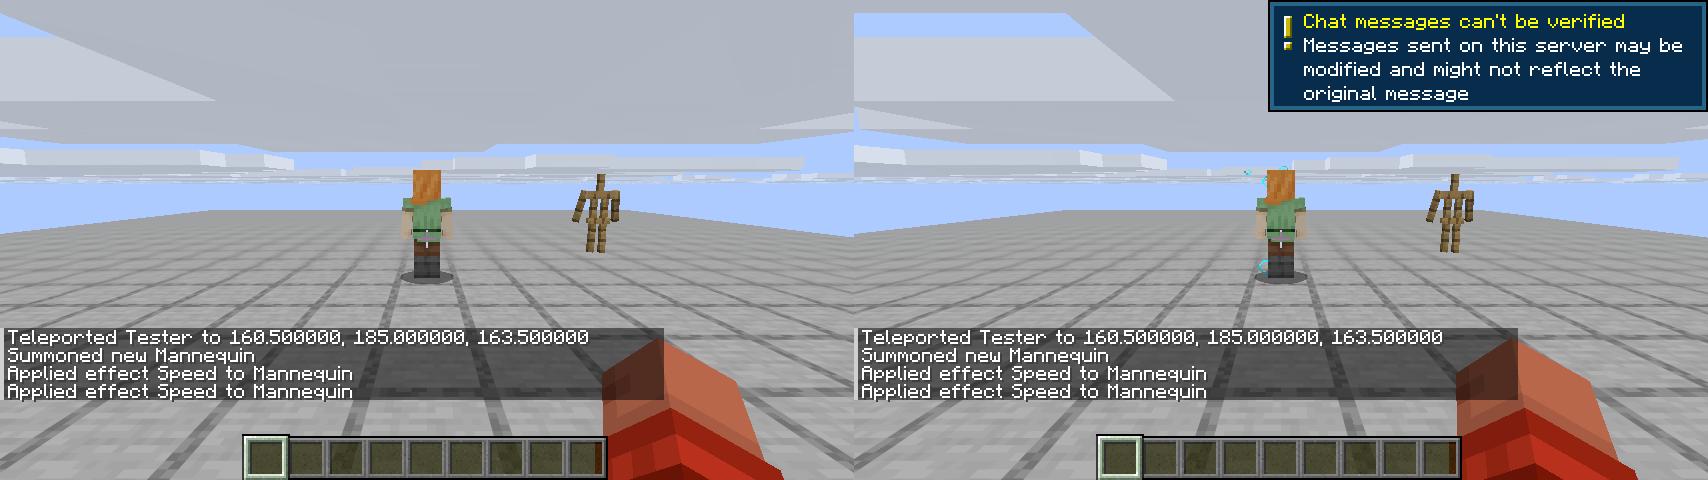 Chat messages can't be verified
Messages sent on this server may be
modified and might not reflect the
original message
Teleported Tester to 160.500000, 185.000000, 163.500000
Summoned new Mannequin
Applied effect Speed to Mannequin
Applied effect Speed to Mannequin
Teleported Tester to 160.500000, 185.000000, 163.500000
Summoned new Mannequin
Applied effect Speed to Mannequin
Applied effect Speed to Mannequin